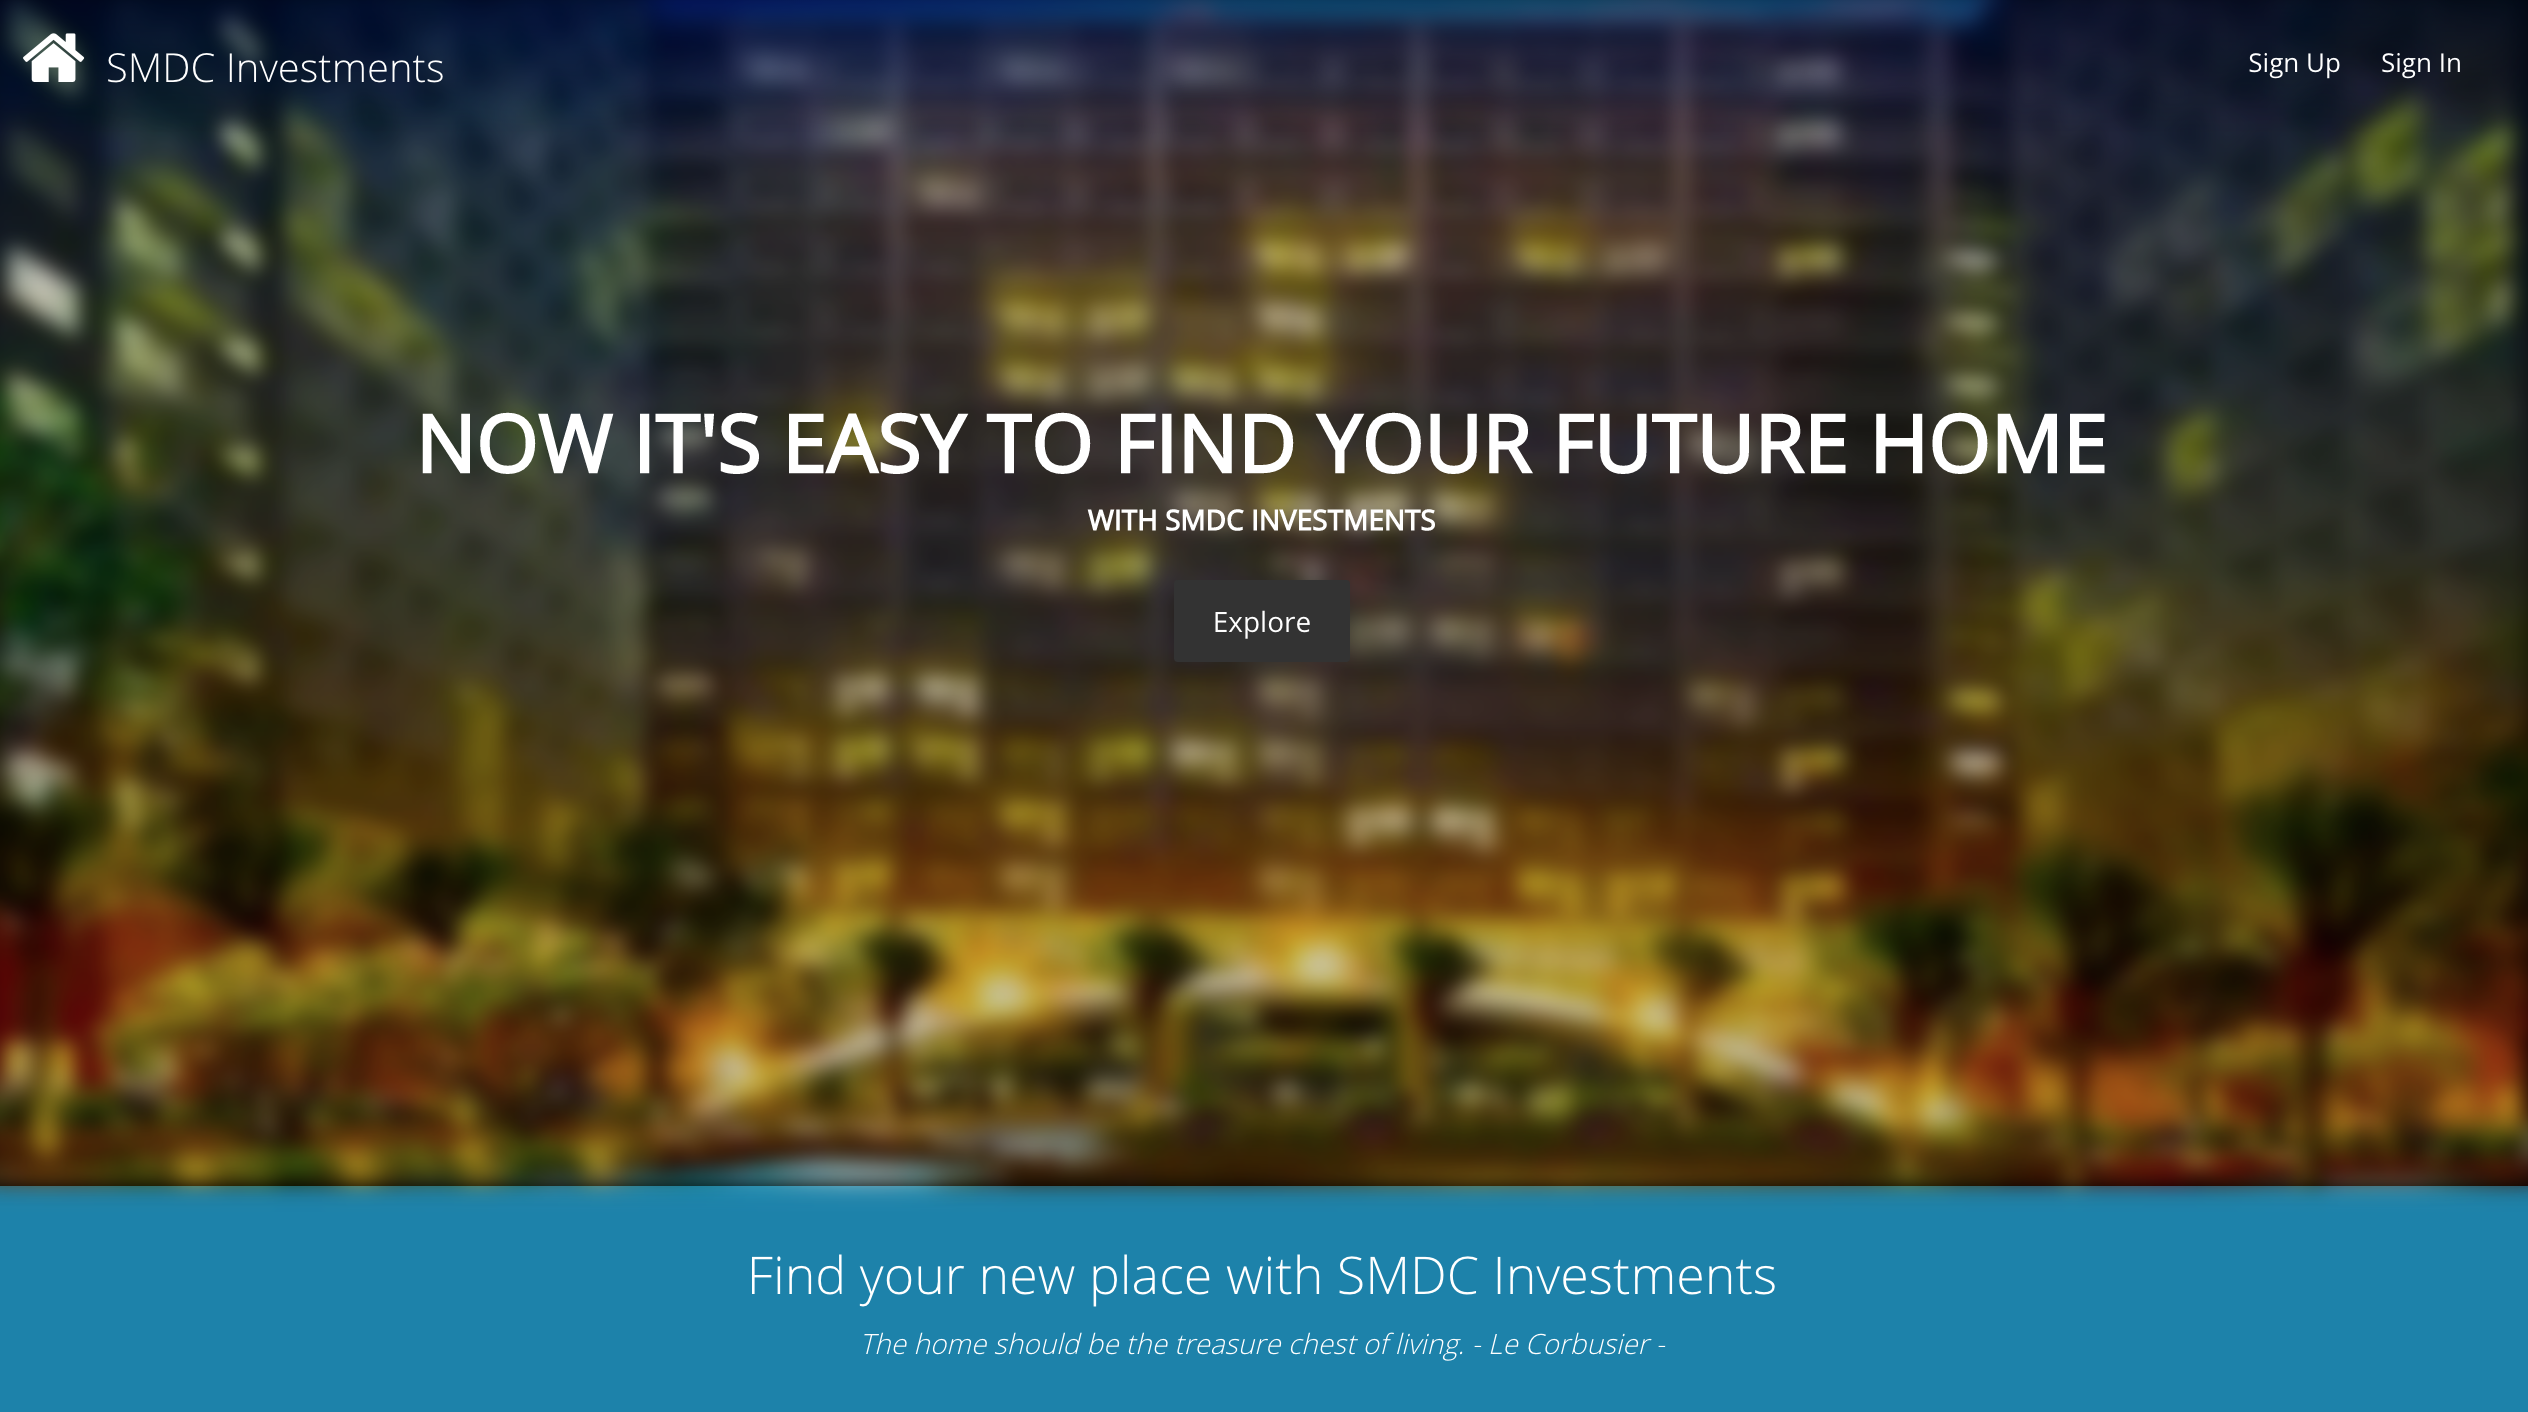 SMDC Investments
Sign Up
Sign In
NOW IT'S EASY TO FIND YOUR FUTURE HOME
WITH SMDC INVESTMENTS
Explore
Find your new place with SMDC Investments
The home should be the treasure chest of living. - Le Corbusier -